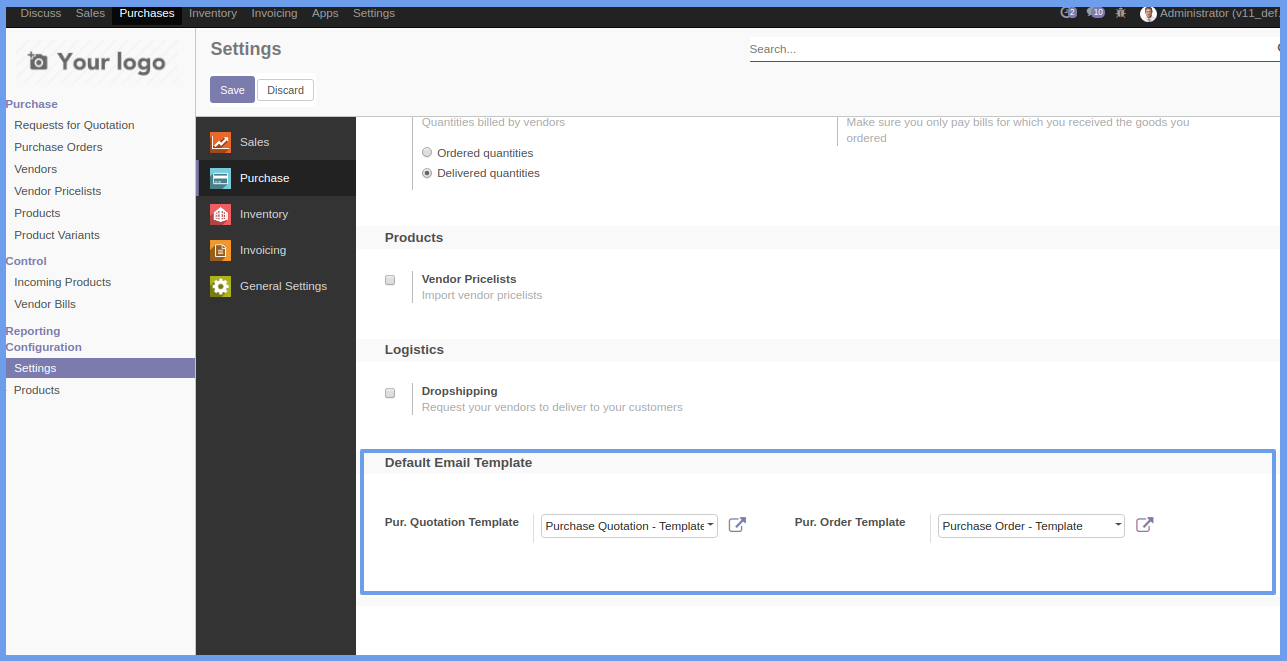 Discuss Sales Purchases Inventory Invoicing Apps Settings 2 10 Administrator (v11_def.
Your logo
Settings
Search...
Save Discard
Purchase
Requests for Quotation
Purchase Orders
Vendors
Vendor Pricelists
Products
Product Variants
Control
Incoming Products
Vendor Bills
Reporting
Configuration
Settings
Products
Sales
Purchase
Inventory
Invoicing
General Settings
Quantities billed by vendors
Ordered quantities
Delivered quantities
Make sure you only pay bills for which you received the goods you
ordered
Products
Vendor Pricelists
Import vendor pricelists
Logistics
Dropshipping
Request your vendors to deliver to your customers
Default Email Template
Pur. Quotation Template Purchase Quotation - Template Pur. Order Template Purchase Order - Template